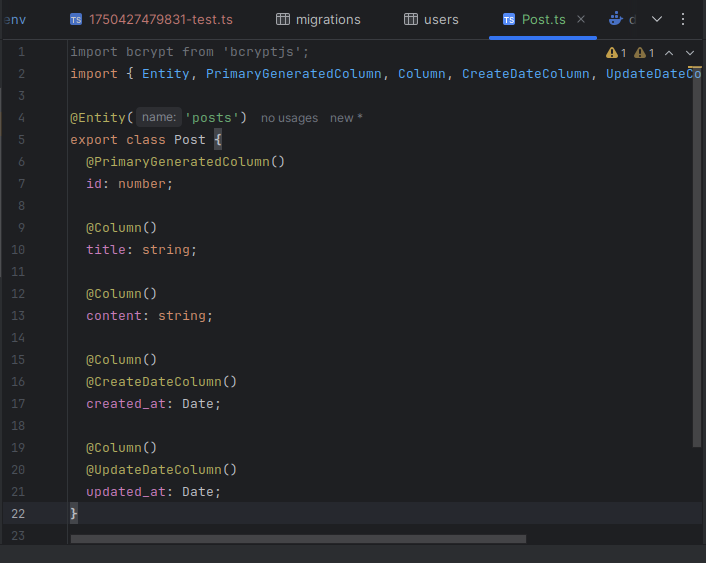 env TS 1750427479831-test.ts migrations users TS Post.ts
1 import bcrypt from 'bcryptjs'; 1 1
2 import { Entity, PrimaryGeneratedColumn, Column, CreateDateColumn, UpdateDateCo
3
4 @Entity( name: 'posts') no usages new *
5 export class Post {
6 @PrimaryGeneratedColumn()
7 id: number;
8
9 @Column()
10 title: string;
11
12 @Column()
13 content: string;
14
15 @Column()
16 @CreateDateColumn()
17 created_at: Date;
18
19 @Column()
20 @UpdateDateColumn()
21 updated_at: Date;
22 }
23